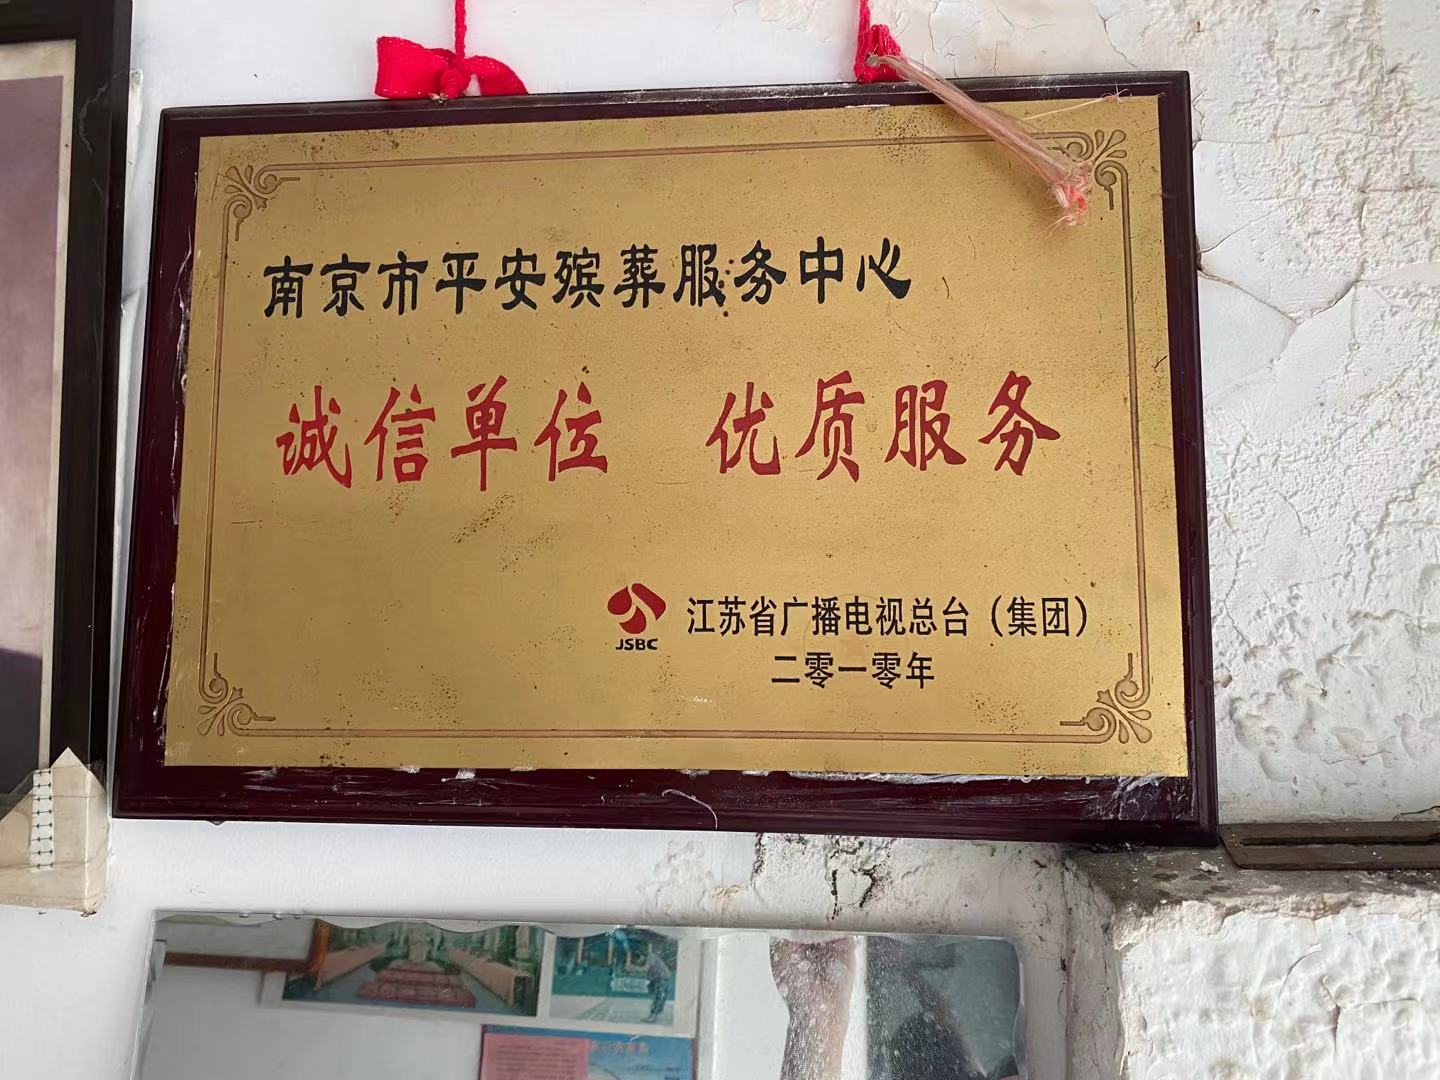 南京市平安殡葬服务中心
诚信单位 优质服务
JSBC 江苏省广播电视总台（集团）
二零一零年